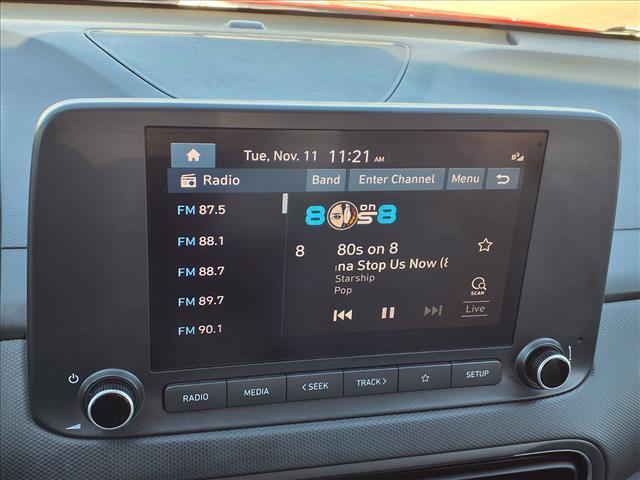 Tue, Nov. 11 11:21 AM
Radio Band Enter Channel Menu
FM 87.5
FM 88.1
FM 88.7
FM 89.7
FM 90.1
8 on 8
8 80s on 8
nna Stop Us Now (8
Starship
Pop
SCAN
Live
RADIO MEDIA < SEEK TRACK > SETUP